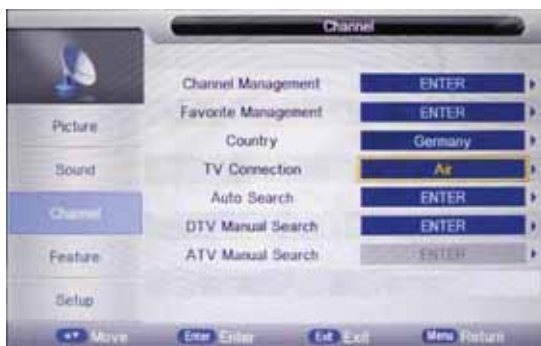 Channel
Channel Management ENTER
Favorite Management ENTER
Country Germany
TV Connection Air
Auto Search ENTER
DTV Manual Search ENTER
ATV Manual Search ENTER
Picture
Sound
Channel
Feature
Setup
Move Enter Enter Exit Exit Menu Return